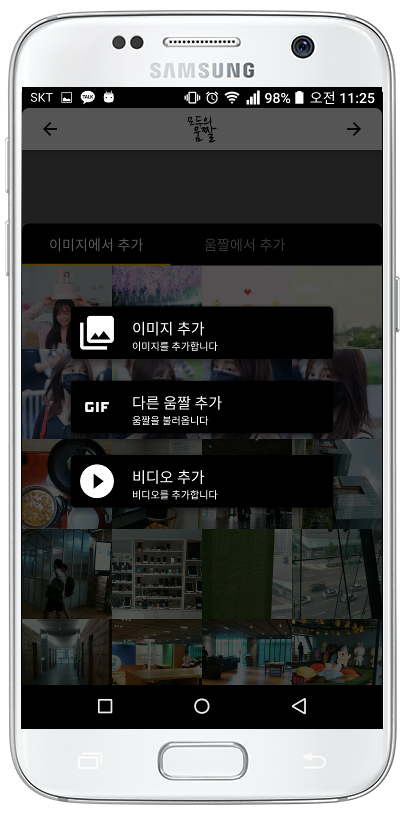 SAMSUNG
SKT TALK 98% 오전 11:25
모두의
움짤
이미지에서 추가 움짤에서 추가
이미지 추가
이미지를 추가합니다
GIF
다른 움짤 추가
움짤을 불러옵니다
비디오 추가
비디오를 추가합니다